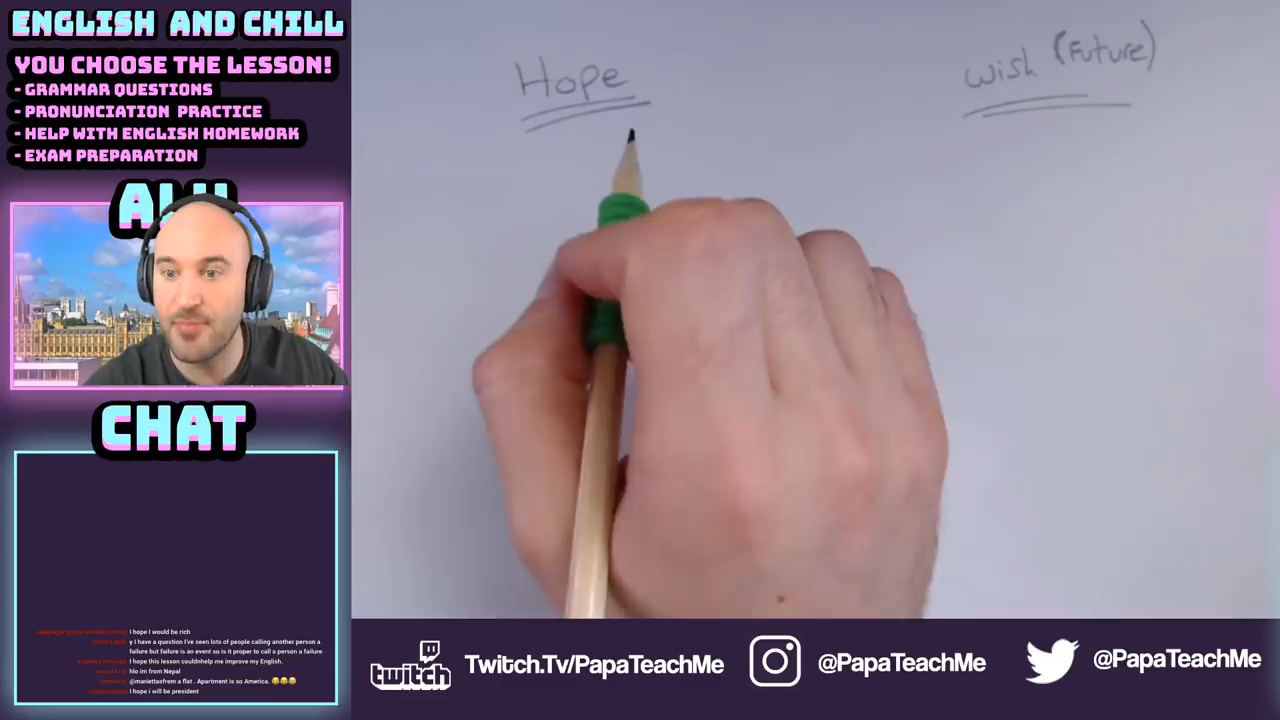 ENGLISH AND CHILL
YOU CHOOSE THE LESSON!
- GRAMMAR QUESTIONS
- PRONUNCIATION PRACTICE
- HELP WITH ENGLISH HOMEWORK
- EXAM PREPARATION
CHAT
I hope I would be rich
y I have a question I've seen lots of people calling another person a
failure but failure is an event so is it proper to call a person a failure
I hope this lesson couldnhelp me improve my English.
hlo im from Nepal
@mariettasfrem a flat . Apartment is so America. 😂😂😂
I hope i will be president
Hope
Wish (Future)
twitch
Twitch.Tv/PapaTeachMe
@PapaTeachMe
@PapaTeachMe